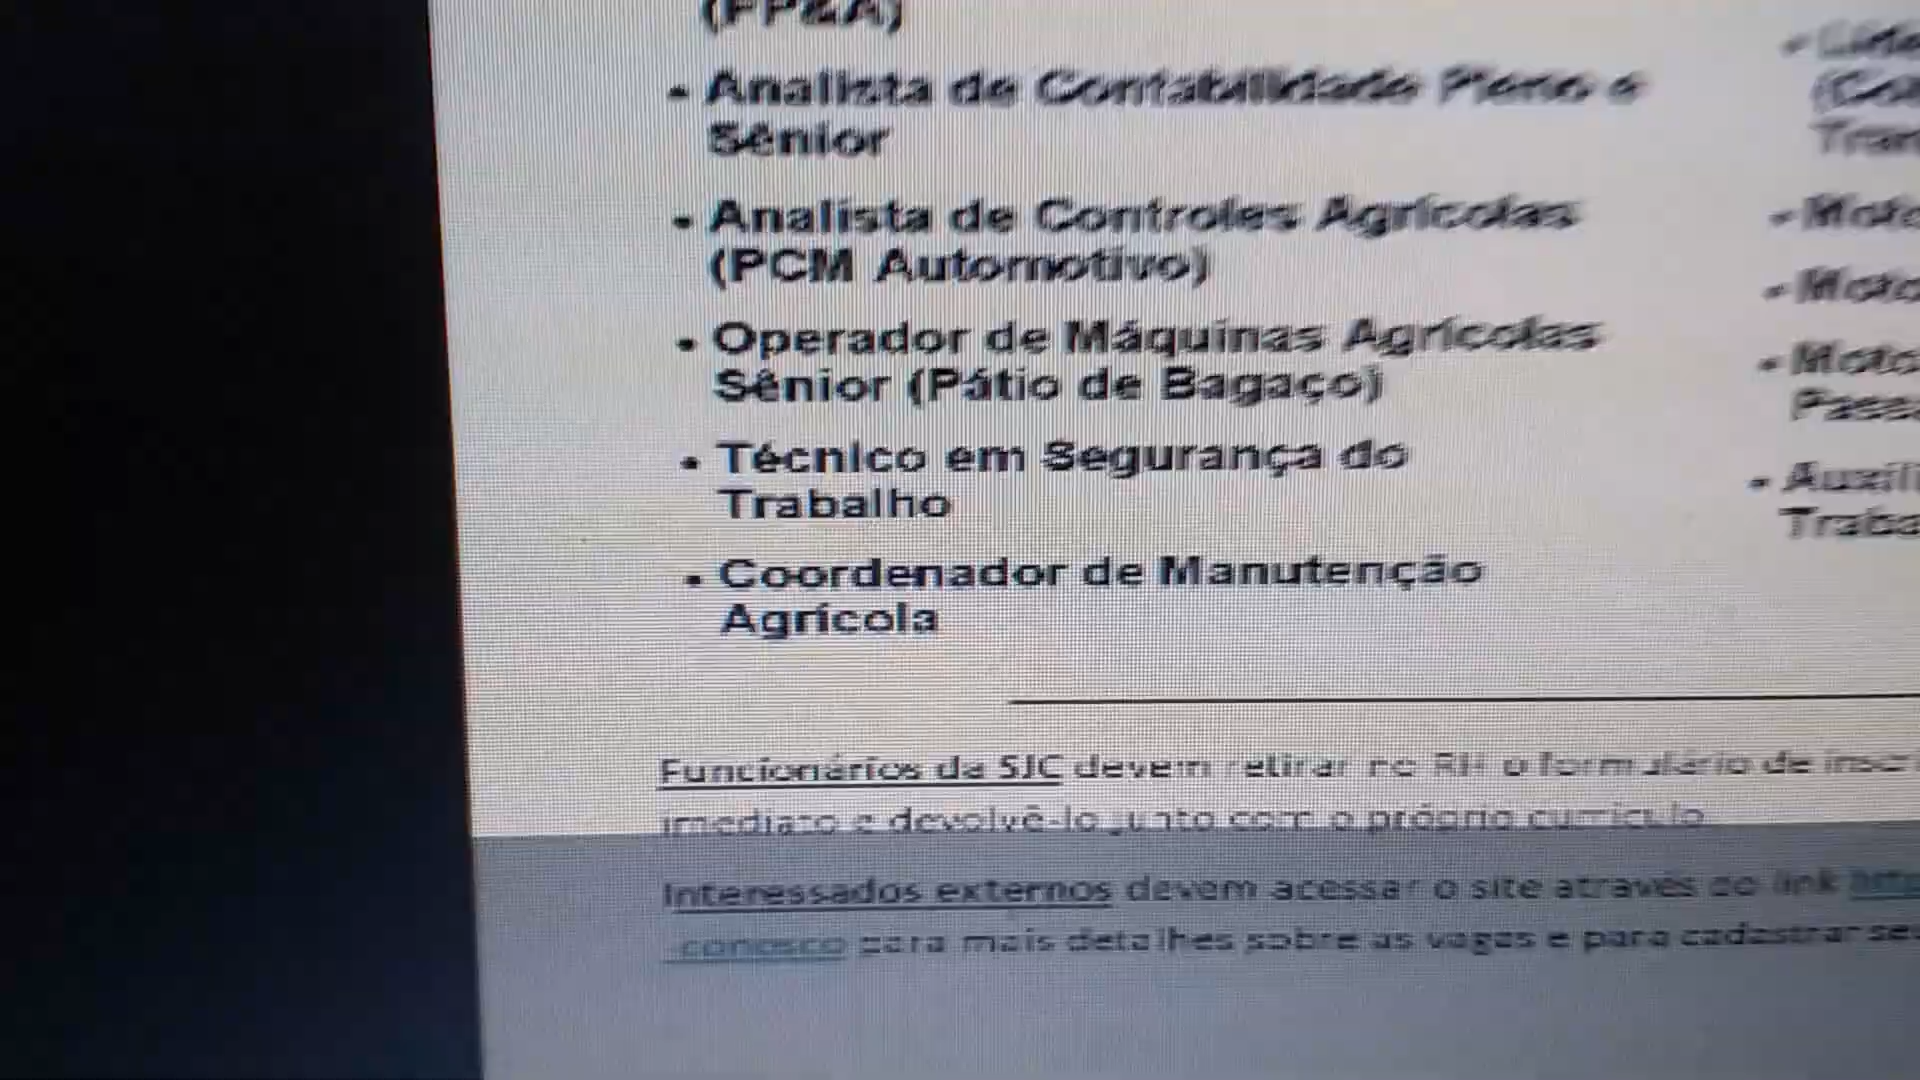 (FP&A)
• Analista de Contabilidade Pleno e
Sênior
• Analista de Controles Agrícolas
(PCM Automotivo)
• Operador de Máquinas Agrícolas
Sênior (Pátio de Bagaço)
• Técnico em Segurança do
Trabalho
• Coordenador de Manutenção
Agrícola
Funcionários da SJC devem retirar no RH o formulário de
imediato e devolvê-lo junto com o próprio currículo
Interessados externos devem acessar o site através do link
conosco para mais detalhes sobre as vagas e para cadastrar seu